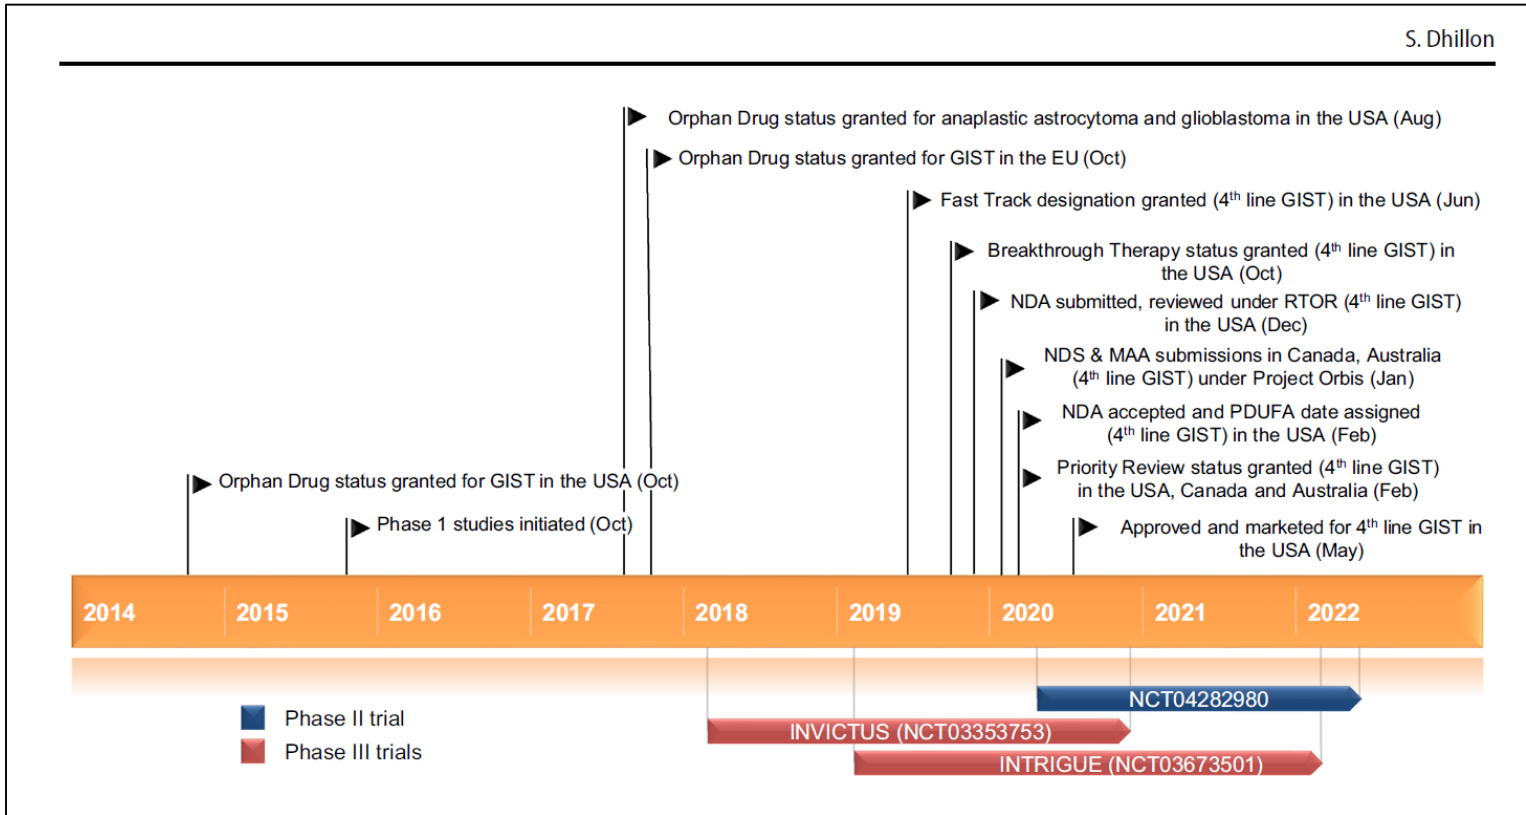 S. Dhillon
Orphan Drug status granted for anaplastic astrocytoma and glioblastoma in the USA (Aug)
Orphan Drug status granted for GIST in the EU (Oct)
Fast Track designation granted (4th line GIST) in the USA (Jun)
Breakthrough Therapy status granted (4th line GIST) in
the USA (Oct)
NDA submitted, reviewed under RTOR (4th line GIST)
in the USA (Dec)
NDS & MAA submissions in Canada, Australia
(4th line GIST) under Project Orbis (Jan)
NDA accepted and PDUFA date assigned
(4th line GIST) in the USA (Feb)
Priority Review status granted (4th line GIST)
in the USA, Canada and Australia (Feb)
Orphan Drug status granted for GIST in the USA (Oct)
Phase 1 studies initiated (Oct)
Approved and marketed for 4th line GIST in
the USA (May)
2014 2015 2016 2017 2018 2019 2020 2021 2022
NCT04282980
Phase II trial
INVICTUS (NCT03353753)
Phase III trials
INTRIGUE (NCT03673501)